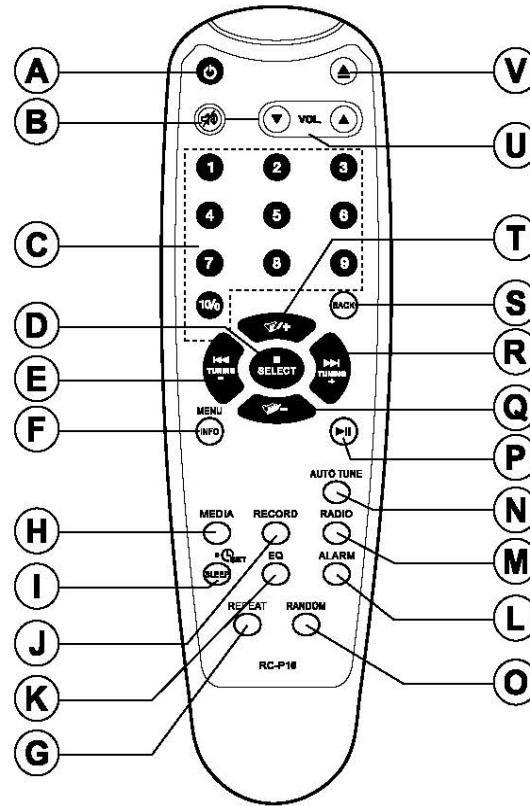 A
V
B
VOL.
U
1 2 3
4 5 6
C
T
7 8 9
10/0
BACK
S
D
/+
R
E
TUNING
-
SELECT
TUNING
+
/-
Q
MENU
F
INFO
P
AUTO TUNE
N
MEDIA RECORD RADIO
H
M
SET EQ ALARM
I
SLEEP
L
J
REPEAT RANDOM
K
O
RC-P16
G